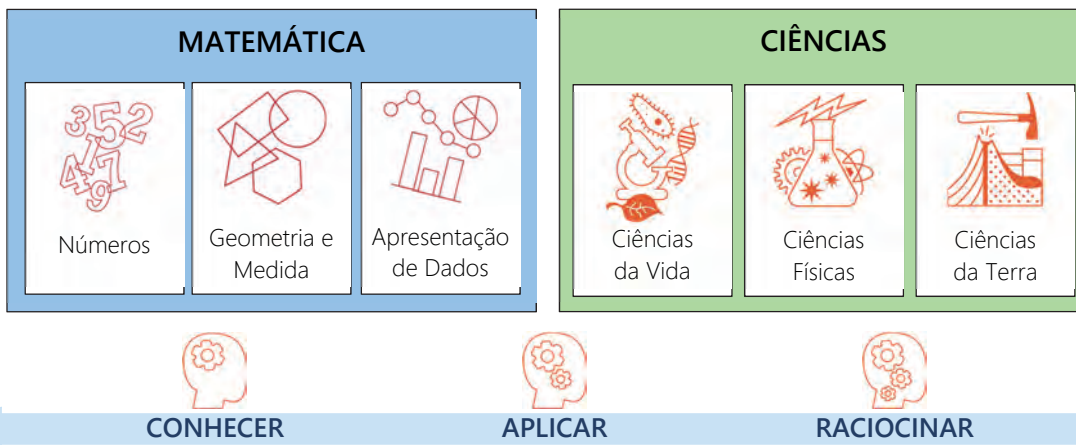 MATEMÁTICA
Números
Geometria e
Medida
Apresentação
de Dados
CIÊNCIAS
Ciências
da Vida
Ciências
Físicas
Ciências
da Terra
CONHECER
APLICAR
RACIOCINAR